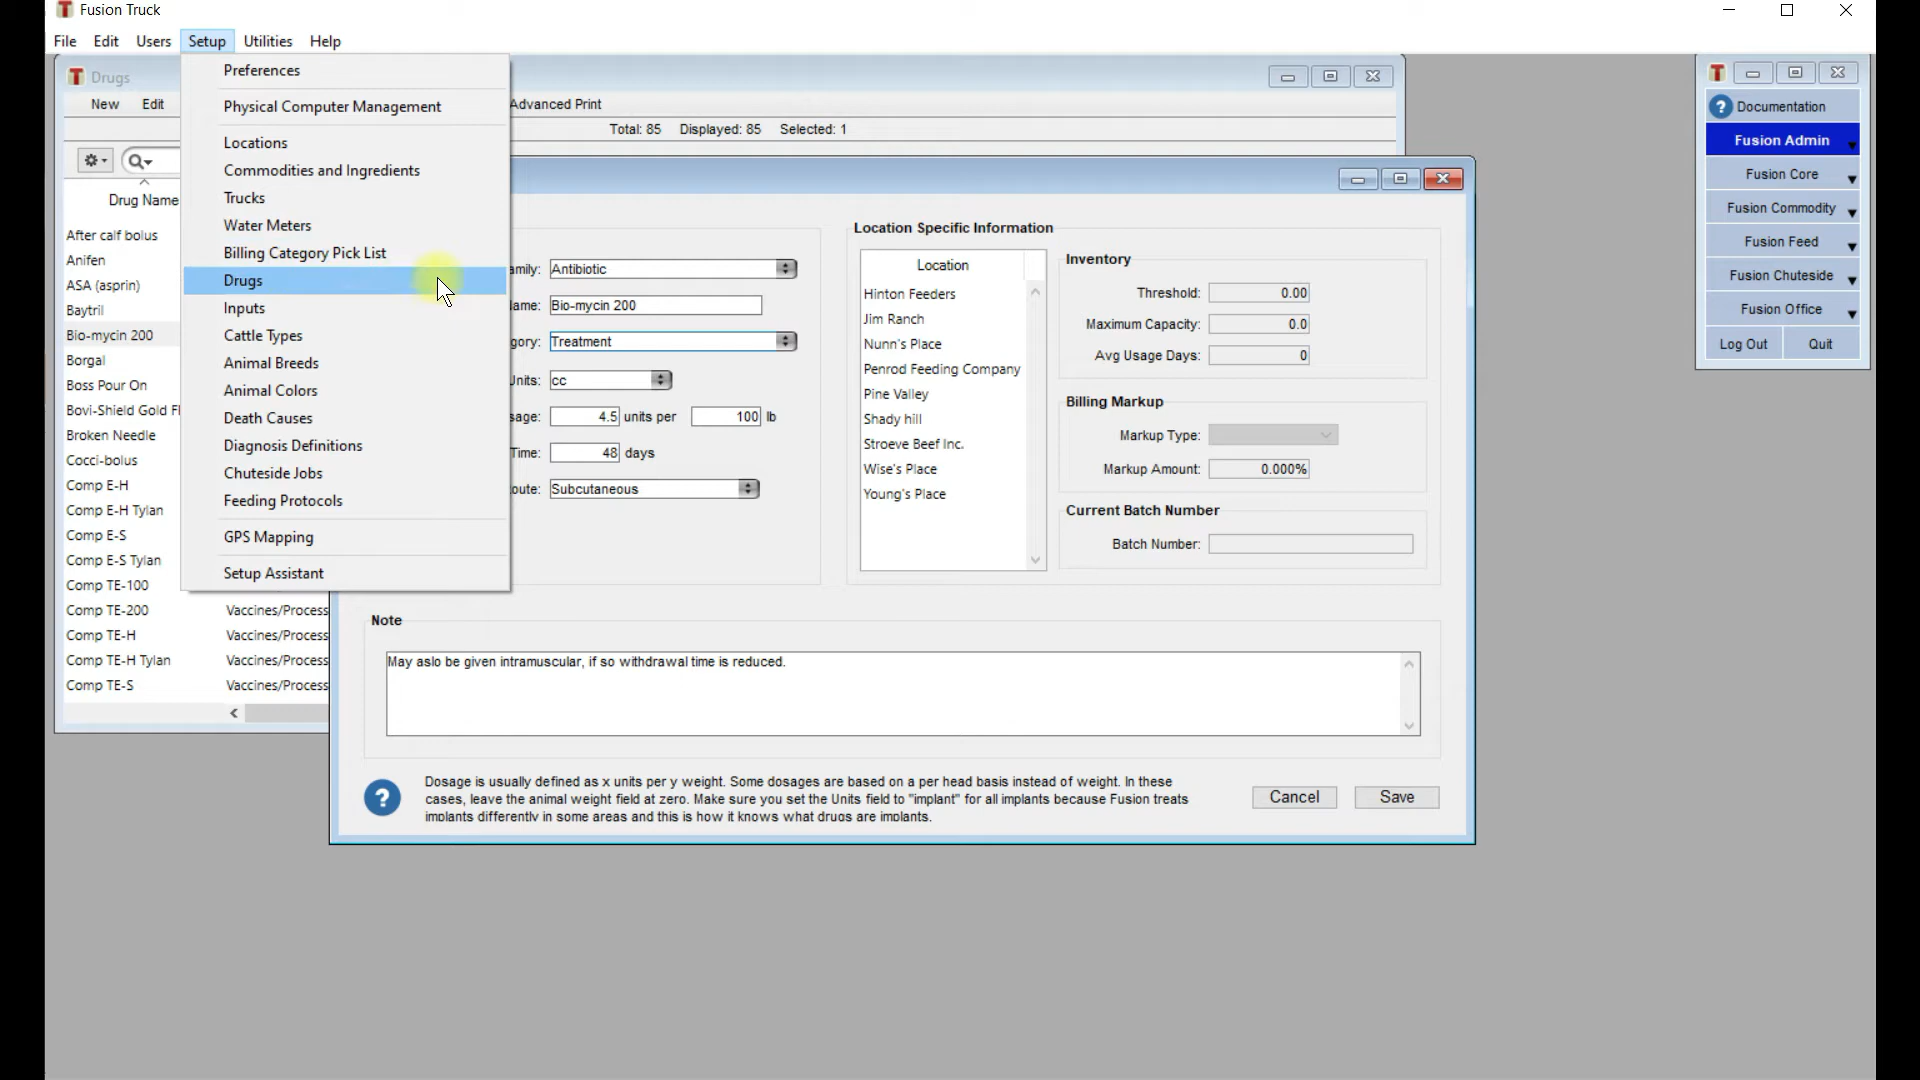 Fusion Truck
File Edit Users Setup Utilities Help
Drugs
New Edit
Advanced Print
Total: 85 Displayed: 85 Selected: 1
Drug Name
After calf bolus
Anifen
ASA (asprin)
Baytril
Bio-mycin 200
Borgal
Boss Pour On
Bovi-Shield Gold
Broken Needle
Cocci-bolus
Comp E-H
Comp E-H Tylan
Comp E-S
Comp E-S Tylan
Comp TE-100
Comp TE-200 Vaccines/Process
Comp TE-H Vaccines/Process
Comp TE-H Tylan Vaccines/Process
Comp TE-S Vaccines/Process
Preferences
Physical Computer Management
Locations
Commodities and Ingredients
Trucks
Water Meters
Billing Category Pick List
Drugs
Inputs
Cattle Types
Animal Breeds
Animal Colors
Death Causes
Diagnosis Definitions
Chuteside Jobs
Feeding Protocols
GPS Mapping
Setup Assistant
amily: Antibiotic
ame: Bio-mycin 200
gory: Treatment
Units: cc
sage: 4.5 units per 100 lb
Time: 48 days
oute: Subcutaneous
Location Specific Information
Location
Hinton Feeders
Jim Ranch
Nunn's Place
Penrod Feeding Company
Pine Valley
Shady hill
Stroeve Beef Inc.
Wise's Place
Young's Place
Inventory
Threshold: 0.00
Maximum Capacity: 0.0
Avg Usage Days: 0
Billing Markup
Markup Type:
Markup Amount: 0.000%
Current Batch Number
Batch Number:
Note
May aslo be given intramuscular, if so withdrawal time is reduced.
Dosage is usually defined as x units per y weight. Some dosages are based on a per head basis instead of weight. In these
cases, leave the animal weight field at zero. Make sure you set the Units field to "implant" for all implants because Fusion treats
implants differently in some areas and this is how it knows what drugs are implants.
Cancel Save
Documentation
Fusion Admin
Fusion Core
Fusion Commodity
Fusion Feed
Fusion Chuteside
Fusion Office
Log Out Quit